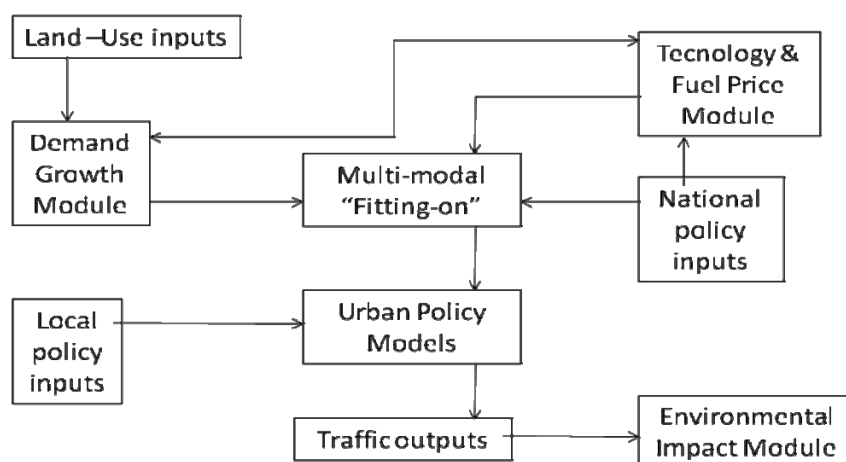 Land –Use inputs
Tecnology &
Fuel Price
Module
Demand
Growth
Module
Multi-modal
“Fitting-on”
National
policy
inputs
Local
policy
inputs
Urban Policy
Models
Traffic outputs
Environmental
Impact Module